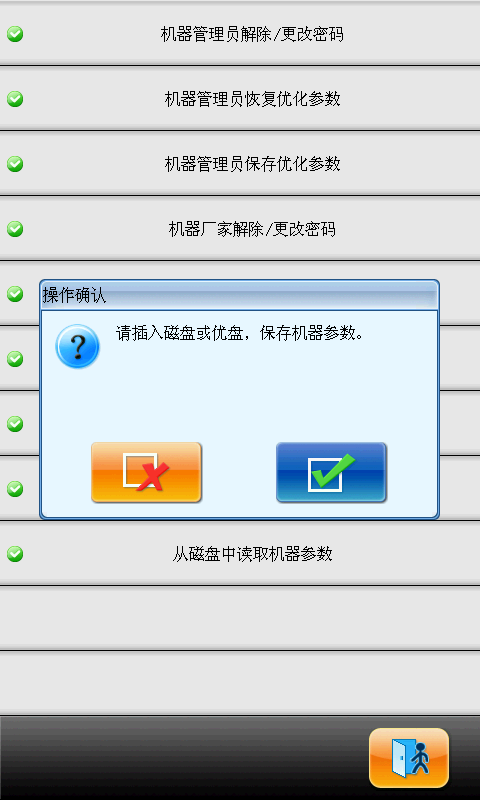 机器管理员解除/更改密码
机器管理员恢复优化参数
机器管理员保存优化参数
机器厂家解除/更改密码
操作确认
请插入磁盘或优盘，保存机器参数。
从磁盘中读取机器参数